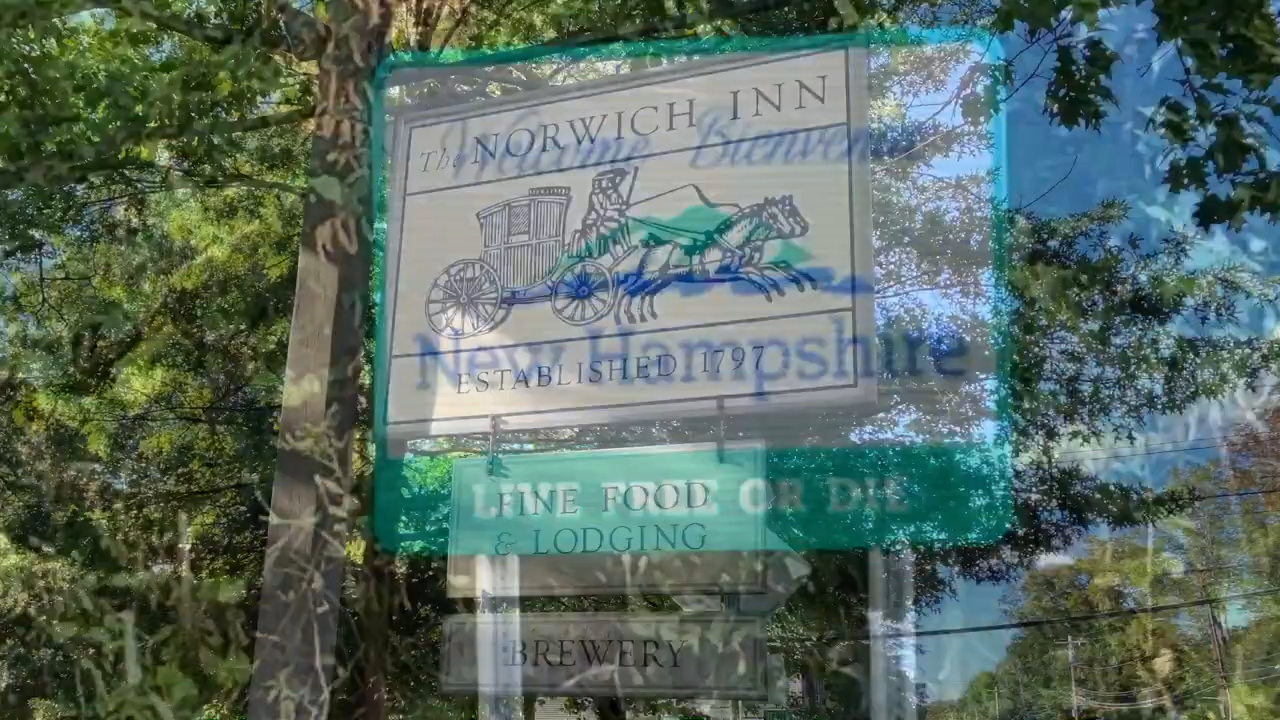 The NORWICH INN
Welcome Bienvenue
New Hampshire
ESTABLISHED 1797
LIVE FREE OR DIE
FINE FOOD
& LODGING
BREWERY